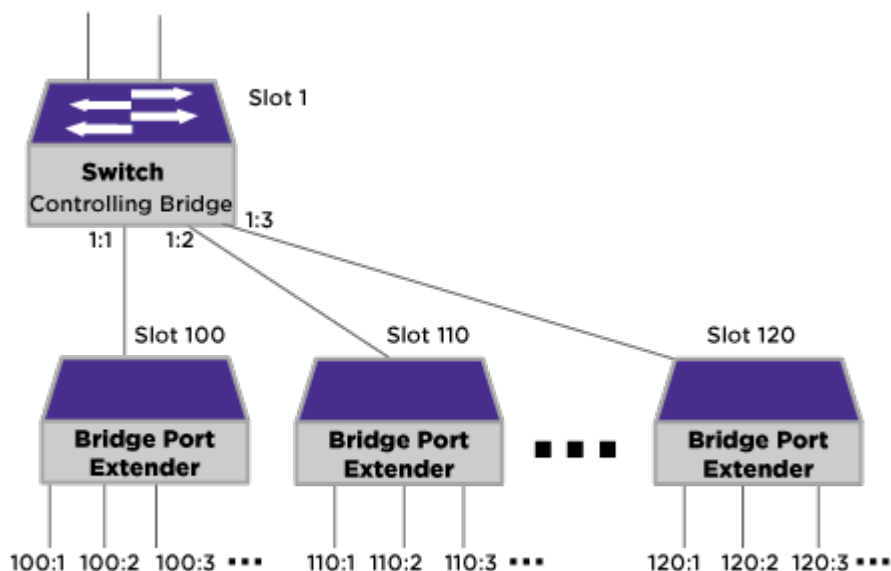 Slot 1
Switch
Controlling Bridge
1:1
1:2
1:3
Slot 100
Slot 110
Slot 120
Bridge Port
Extender
Bridge Port
Extender
Bridge Port
Extender
100:1 100:2 100:3
110:1 110:2 110:3
120:1 120:2 120:3